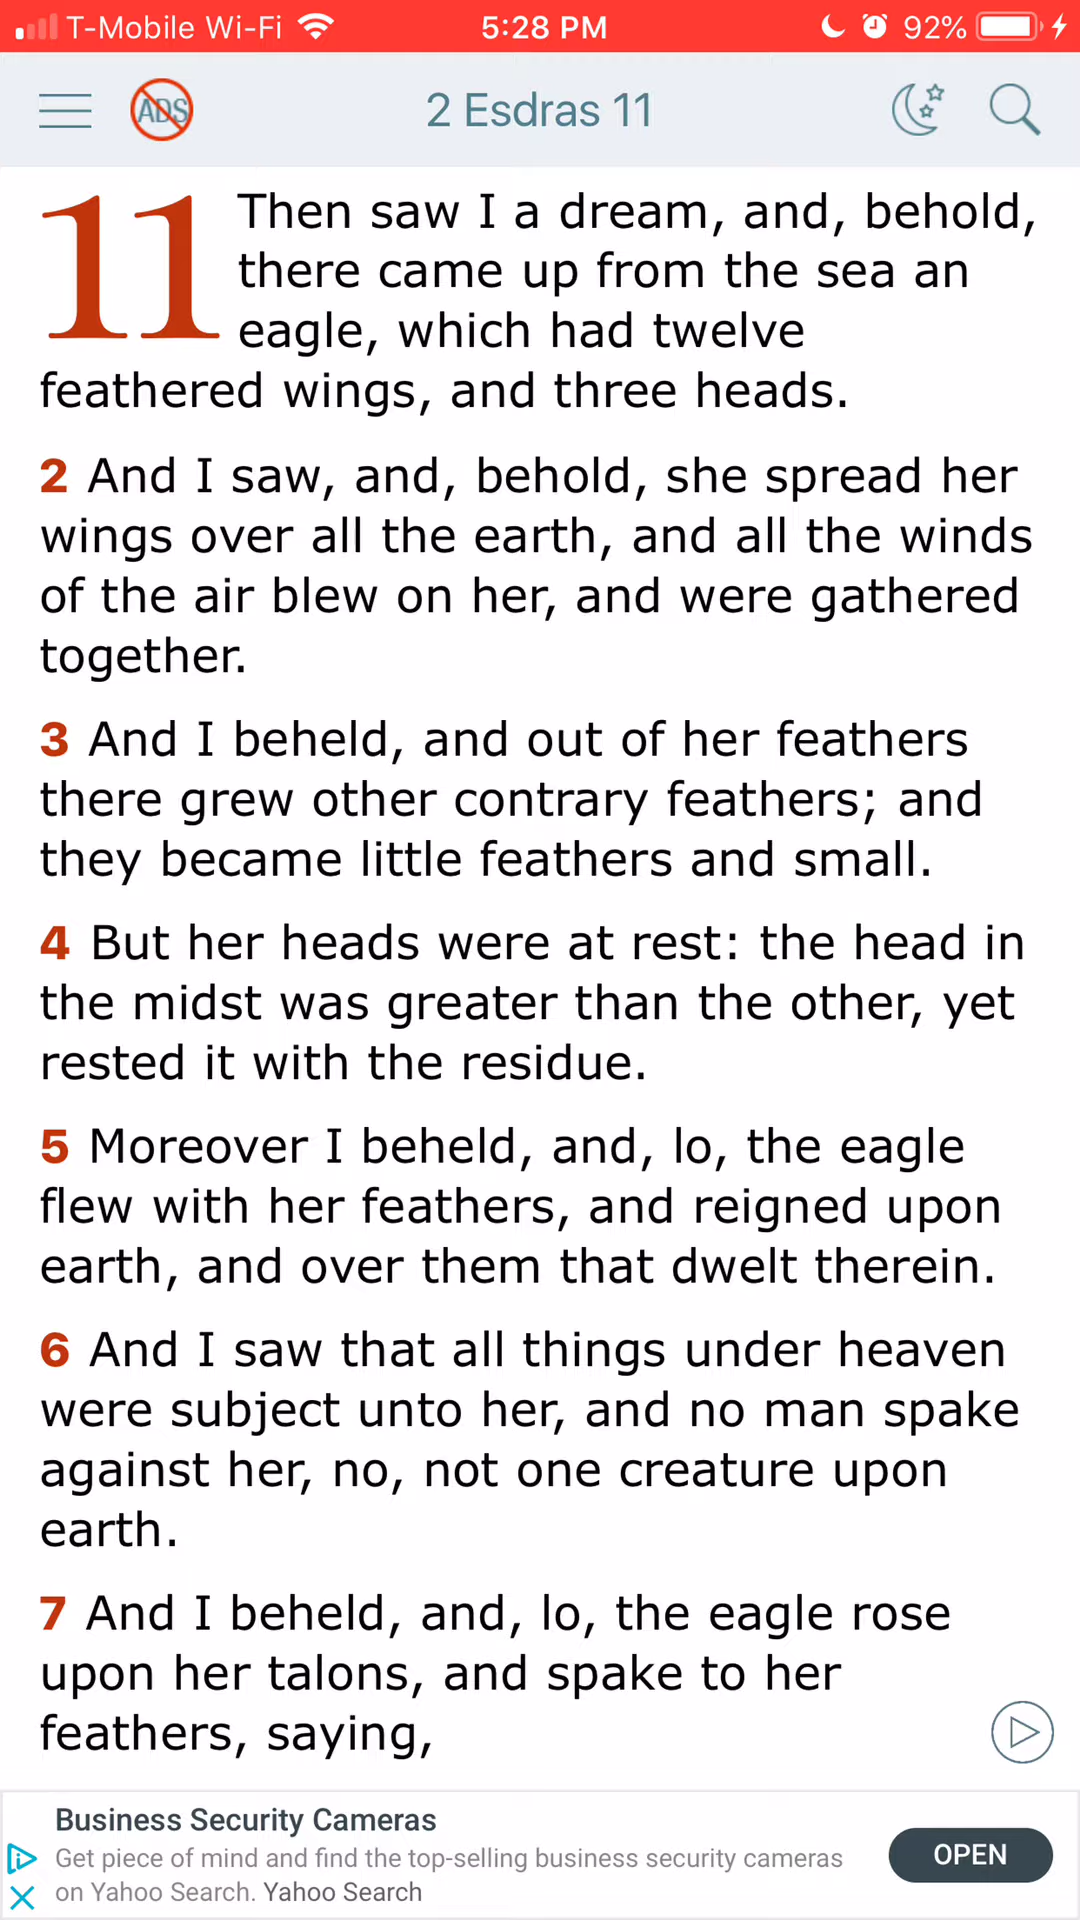 T-Mobile Wi-Fi 5:28 PM 92%
ADS 2 Esdras 11
11 Then saw I a dream, and, behold,
there came up from the sea an
eagle, which had twelve
feathered wings, and three heads.
2 And I saw, and, behold, she spread her
wings over all the earth, and all the winds
of the air blew on her, and were gathered
together.
3 And I beheld, and out of her feathers
there grew other contrary feathers; and
they became little feathers and small.
4 But her heads were at rest: the head in
the midst was greater than the other, yet
rested it with the residue.
5 Moreover I beheld, and, lo, the eagle
flew with her feathers, and reigned upon
earth, and over them that dwelt therein.
6 And I saw that all things under heaven
were subject unto her, and no man spake
against her, no, not one creature upon
earth.
7 And I beheld, and, lo, the eagle rose
upon her talons, and spake to her
feathers, saying,
Business Security Cameras
Get piece of mind and find the top-selling business security cameras
on Yahoo Search. Yahoo Search
OPEN